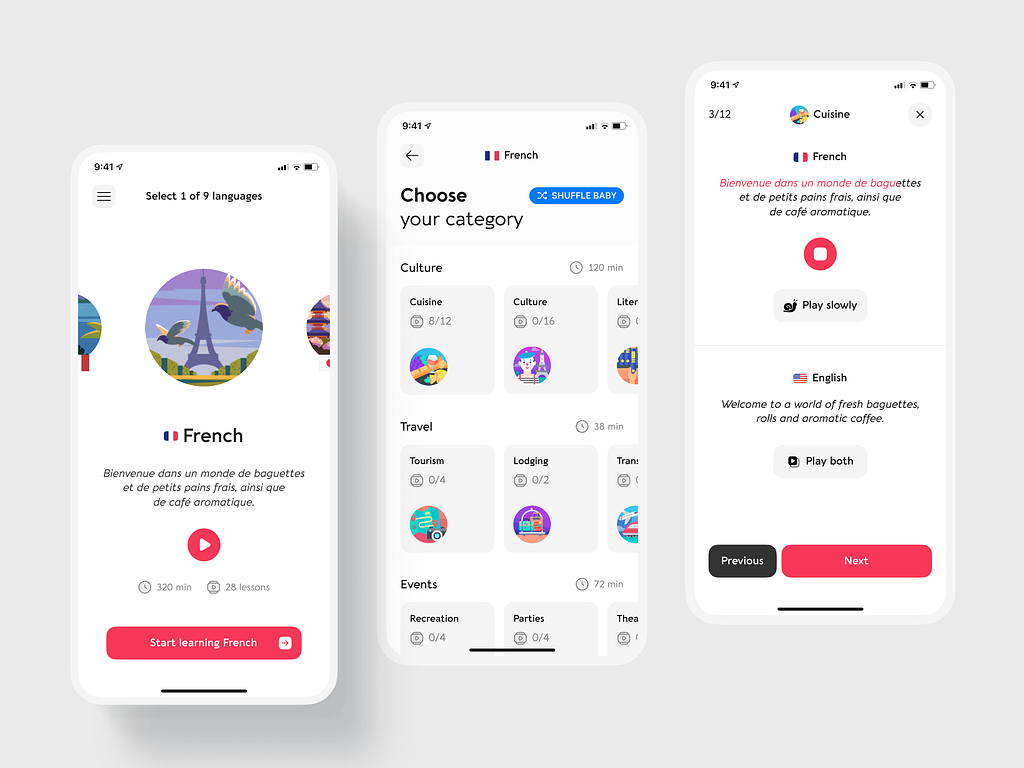 9:41
Select 1 of 9 languages
French
Bienvenue dans un monde de baguettes
et de petits pains frais, ainsi que
de café aromatique.
320 min
28 lessons
Start learning French
9:41
French
Choose
SHUFFLE BABY
your category
Culture
120 min
Cuisine
Culture
Liter
8/12
0/16
Travel
38 min
Tourism
Lodging
Trans
0/4
0/2
Events
72 min
Recreation
Parties
Thea
0/4
0/4
9:41
3/12
Cuisine
French
Bienvenue dans un monde de baguettes
et de petits pains frais, ainsi que
de café aromatique.
Play slowly
English
Welcome to a world of fresh baguettes,
rolls and aromatic coffee.
Play both
Previous
Next